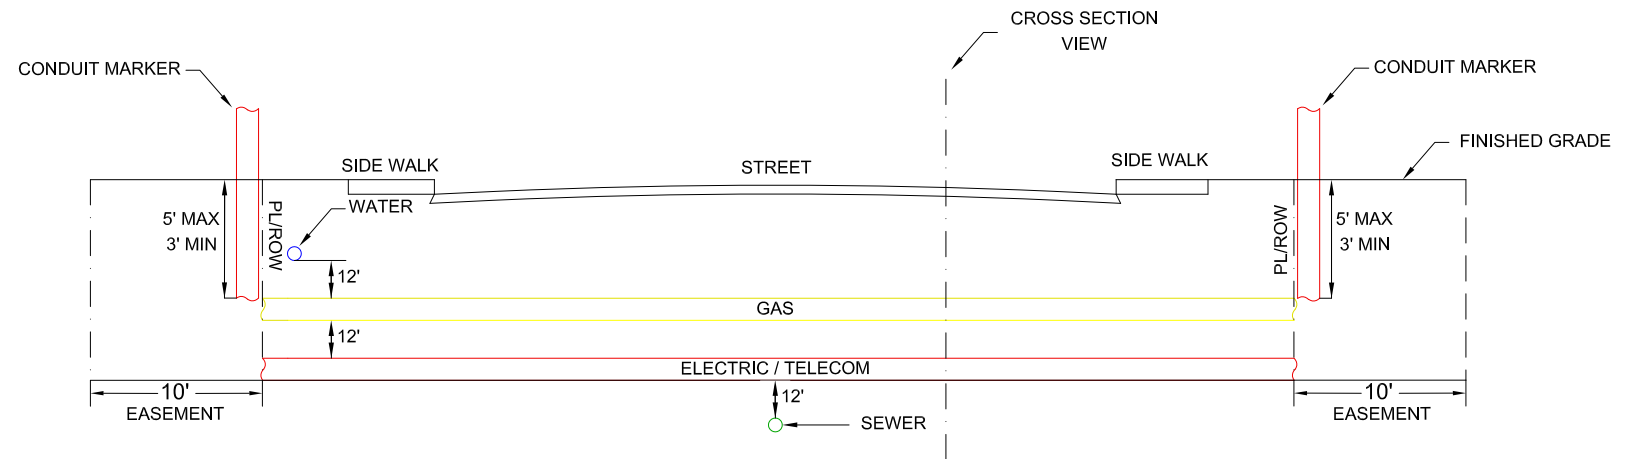 CROSS SECTION
VIEW
CONDUIT MARKER
CONDUIT MARKER
FINISHED GRADE
SIDE WALK
STREET
SIDE WALK
WATER
5' MAX
3' MIN
PL/ROW
PL/ROW
5' MAX
3' MIN
12'
GAS
12'
ELECTRIC / TELECOM
10'
EASEMENT
12'
10'
EASEMENT
SEWER